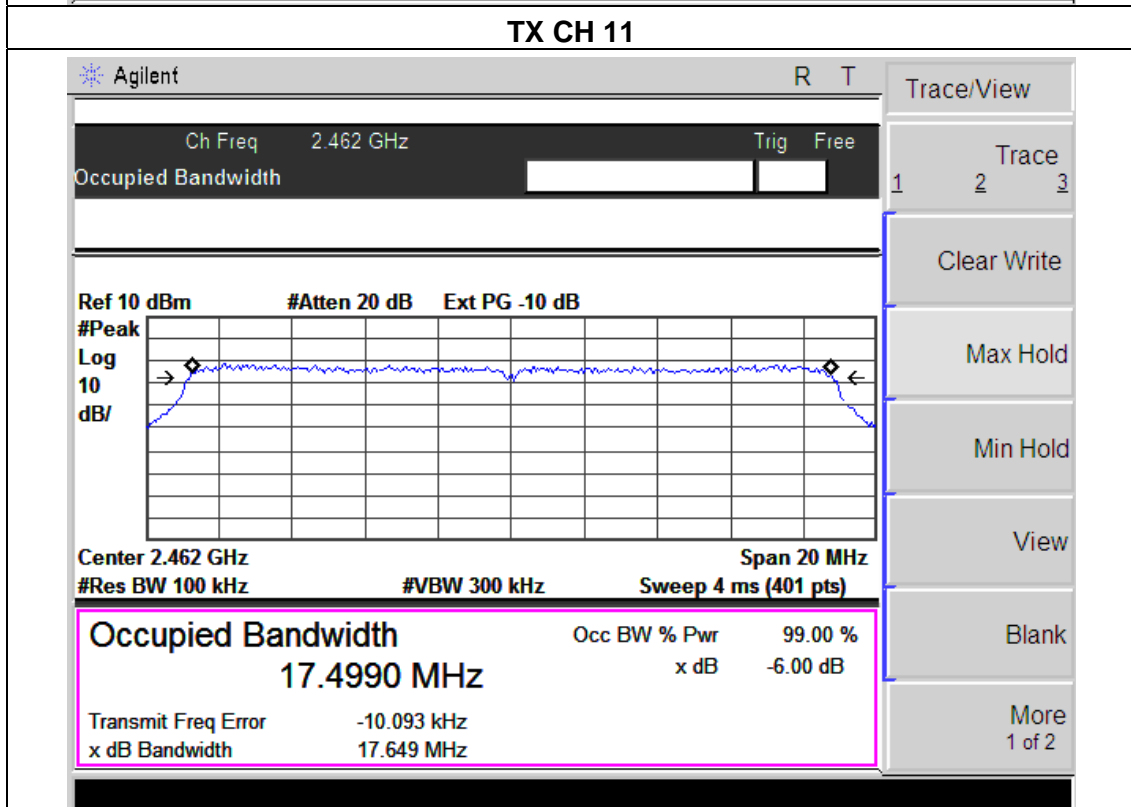 TX CH 11
Agilent R T
Trace/View
Ch Freq 2.462 GHz Trig Free
Occupied Bandwidth
Trace
1 2 3
Clear Write
Ref 10 dBm #Atten 20 dB Ext PG -10 dB
#Peak
Log
10
dB/
Max Hold
Min Hold
View
Center 2.462 GHz Span 20 MHz
#Res BW 100 kHz #VBW 300 kHz Sweep 4 ms (401 pts)
Occupied Bandwidth Occ BW % Pwr 99.00 %
17.4990 MHz x dB -6.00 dB
Blank
Transmit Freq Error -10.093 kHz
x dB Bandwidth 17.649 MHz
More
1 of 2